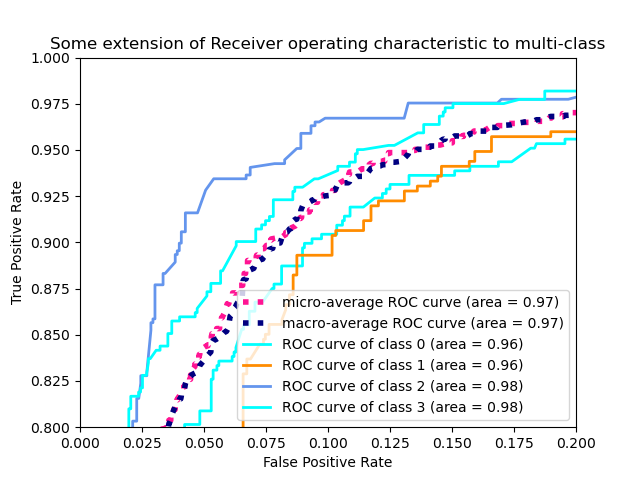 Some extension of Receiver operating characteristic to multi-class
1.000
0.975
0.950
0.925
0.900
0.875
0.850
0.825
0.800
True Positive Rate
micro-average ROC curve (area = 0.97)
macro-average ROC curve (area = 0.97)
ROC curve of class 0 (area = 0.96)
ROC curve of class 1 (area = 0.96)
ROC curve of class 2 (area = 0.98)
ROC curve of class 3 (area = 0.98)
0.000 0.025 0.050 0.075 0.100 0.125 0.150 0.175 0.200
False Positive Rate